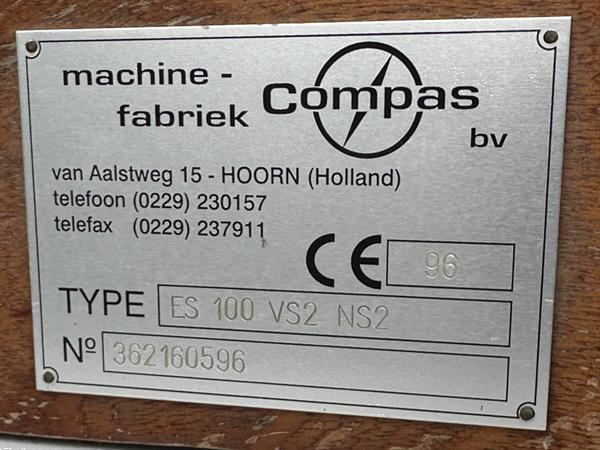 machine -
fabriek Compas
bv
van Aalstweg 15 - HOORN (Holland)
telefoon (0229) 230157
telefax (0229) 237911
CE 96
TYPE ES 100 VS2 NS2
Nº 362160596